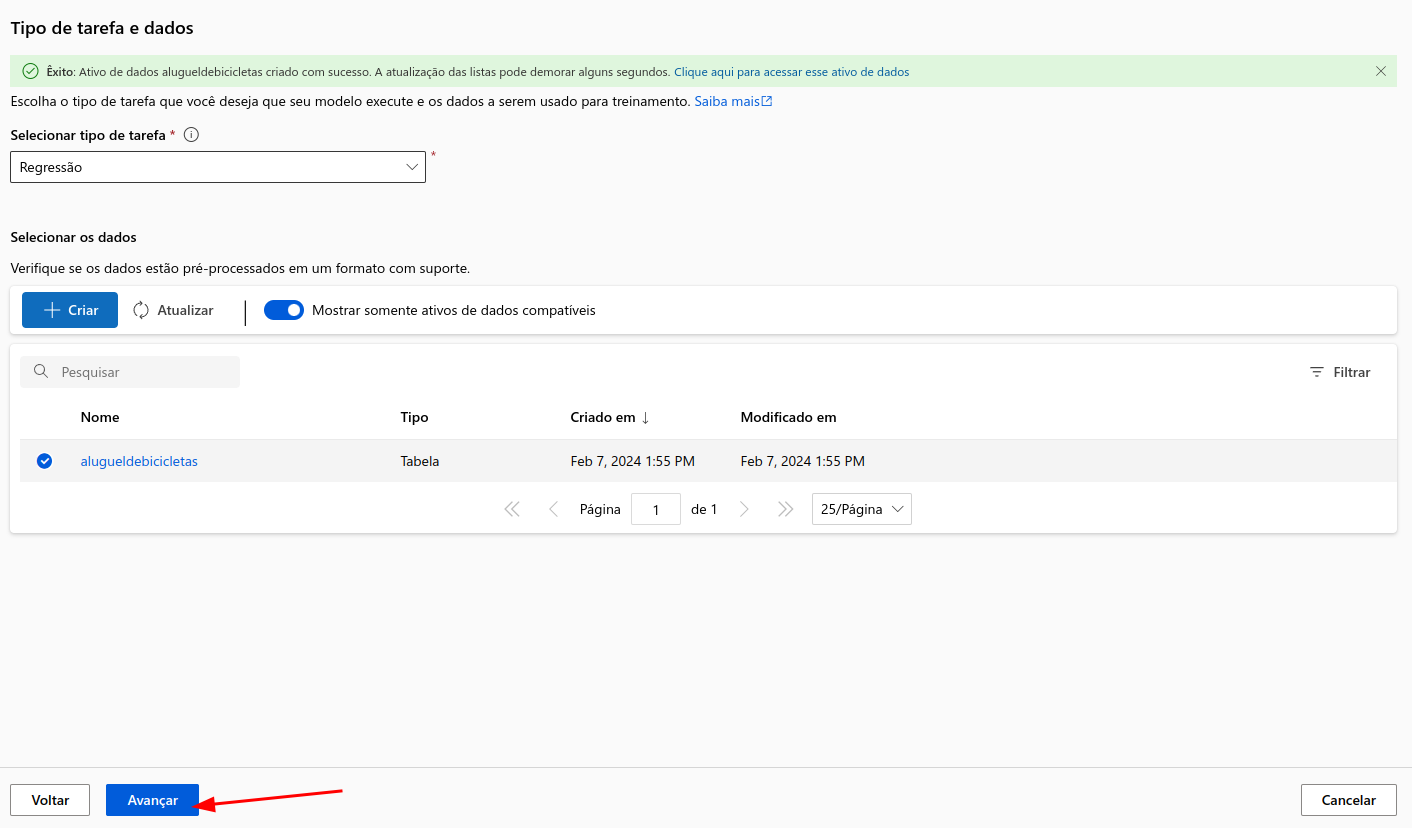 Tipo de tarefa e dados
Êxito: Ativo de dados alugueldebicicletas criado com sucesso. A atualização das listas pode demorar alguns segundos. Clique aqui para acessar esse ativo de dados
Escolha o tipo de tarefa que você deseja que seu modelo execute e os dados a serem usado para treinamento. Saiba mais
Selecionar tipo de tarefa *
Regressão *
Selecionar os dados
Verifique se os dados estão pré-processados em um formato com suporte.
Criar Atualizar Mostrar somente ativos de dados compatíveis
Pesquisar Filtrar
Nome Tipo Criado em ↓ Modificado em
alugueldebicicletas Tabela Feb 7, 2024 1:55 PM Feb 7, 2024 1:55 PM
Página 1 de 1 25/Página
Voltar Avançar Cancelar